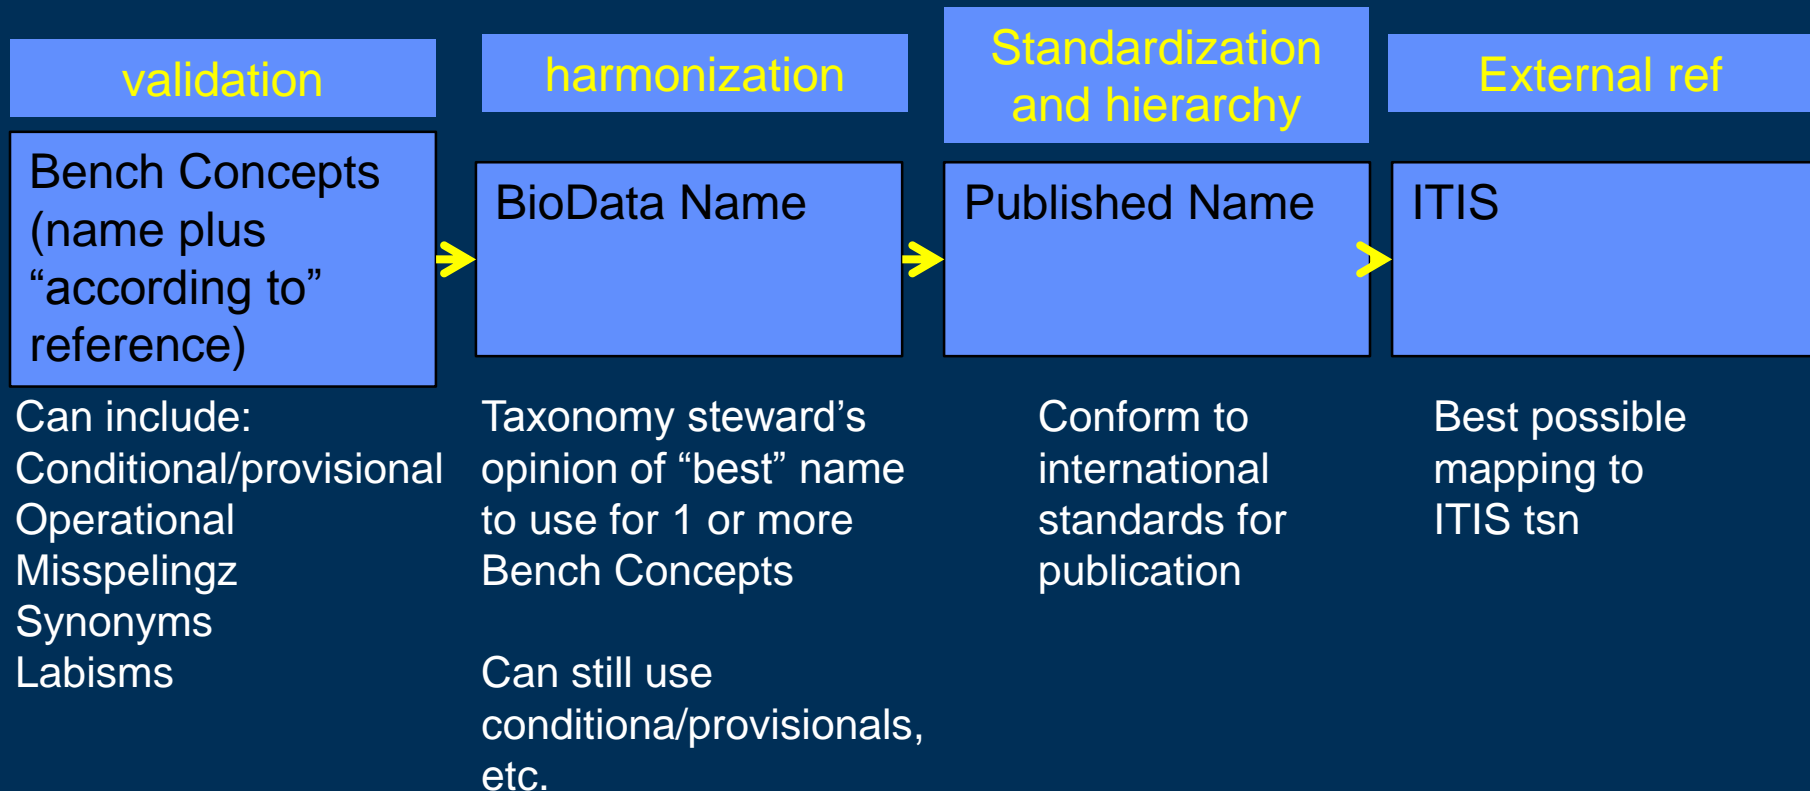 validation
Bench Concepts
(name plus
“according to”
reference)
Can include:
Conditional/provisional
Operational
Misspelingz
Synonyms
Labisms
harmonization
BioData Name
Taxonomy steward’s
opinion of “best” name
to use for 1 or more
Bench Concepts
Can still use
conditiona/provisionals,
etc.
Standardization
and hierarchy
Published Name
Conform to
international
standards for
publication
External ref
ITIS
Best possible
mapping to
ITIS tsn